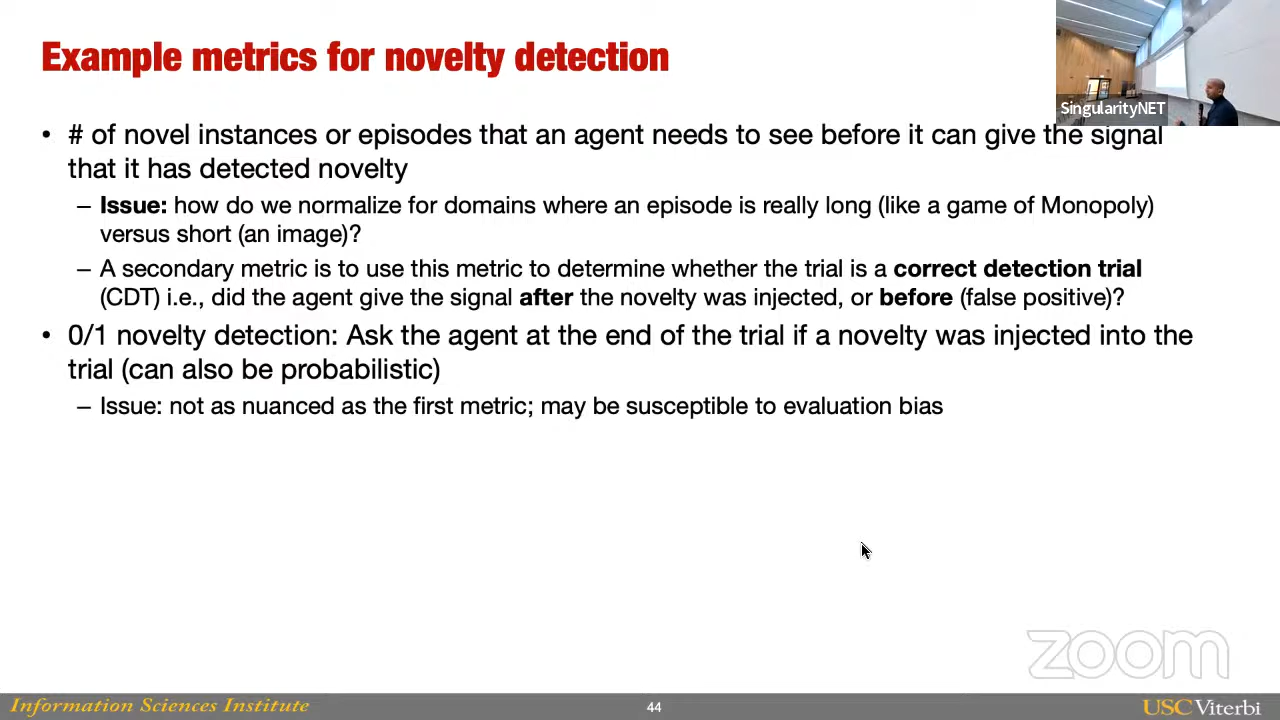 Example metrics for novelty detection
SingularityNET
• # of novel instances or episodes that an agent needs to see before it can give the signal
that it has detected novelty
– Issue: how do we normalize for domains where an episode is really long (like a game of Monopoly)
versus short (an image)?
– A secondary metric is to use this metric to determine whether the trial is a correct detection trial
(CDT) i.e., did the agent give the signal after the novelty was injected, or before (false positive)?
• 0/1 novelty detection: Ask the agent at the end of the trial if a novelty was injected into the
trial (can also be probabilistic)
– Issue: not as nuanced as the first metric; may be susceptible to evaluation bias
zoom
Information Sciences Institute
44
USC Viterbi